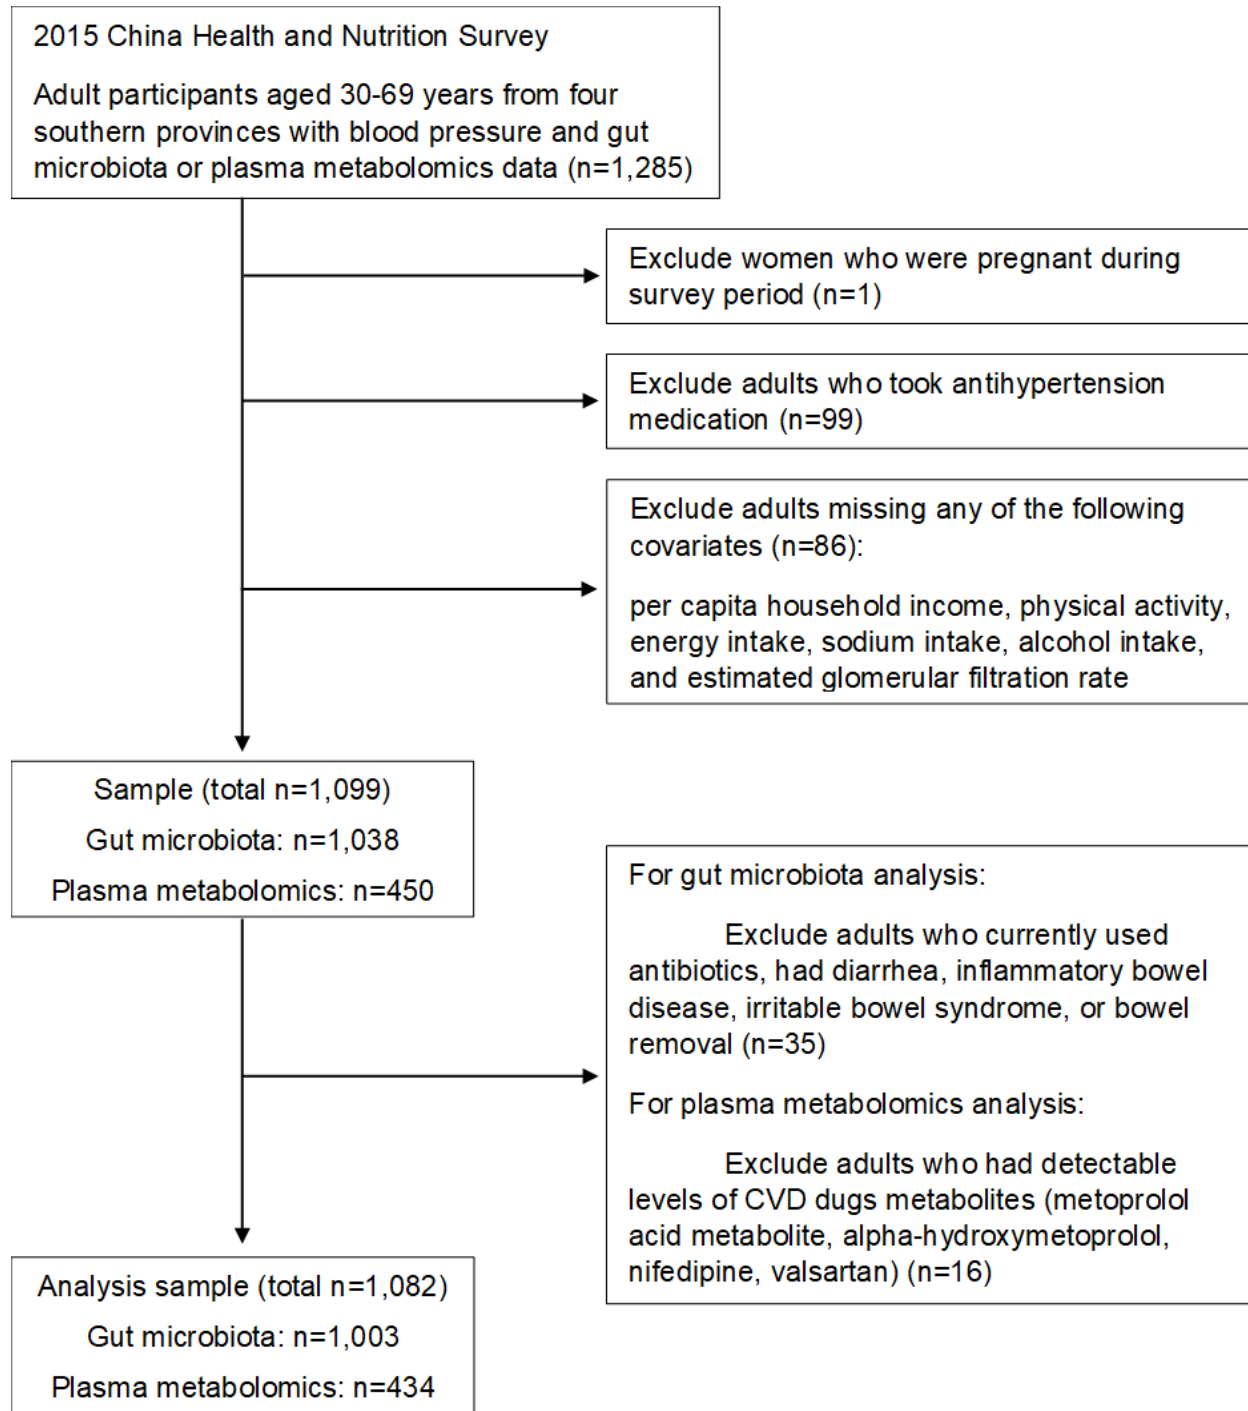 2015 China Health and Nutrition Survey
Adult participants aged 30-69 years from four
southern provinces with blood pressure and gut
microbiota or plasma metabolomics data (n=1,285)
Exclude women who were pregnant during
survey period (n=1)
Exclude adults who took antihypertension
medication (n=99)
Exclude adults missing any of the following
covariates (n=86):
per capita household income, physical activity,
energy intake, sodium intake, alcohol intake,
and estimated glomerular filtration rate
Sample (total n=1,099)
Gut microbiota: n=1,038
Plasma metabolomics: n=450
For gut microbiota analysis:
Exclude adults who currently used
antibiotics, had diarrhea, inflammatory bowel
disease, irritable bowel syndrome, or bowel
removal (n=35)
For plasma metabolomics analysis:
Exclude adults who had detectable
levels of CVD dugs metabolites (metoprolol
acid metabolite, alpha-hydroxymetoprolol,
nifedipine, valsartan) (n=16)
Analysis sample (total n=1,082)
Gut microbiota: n=1,003
Plasma metabolomics: n=434